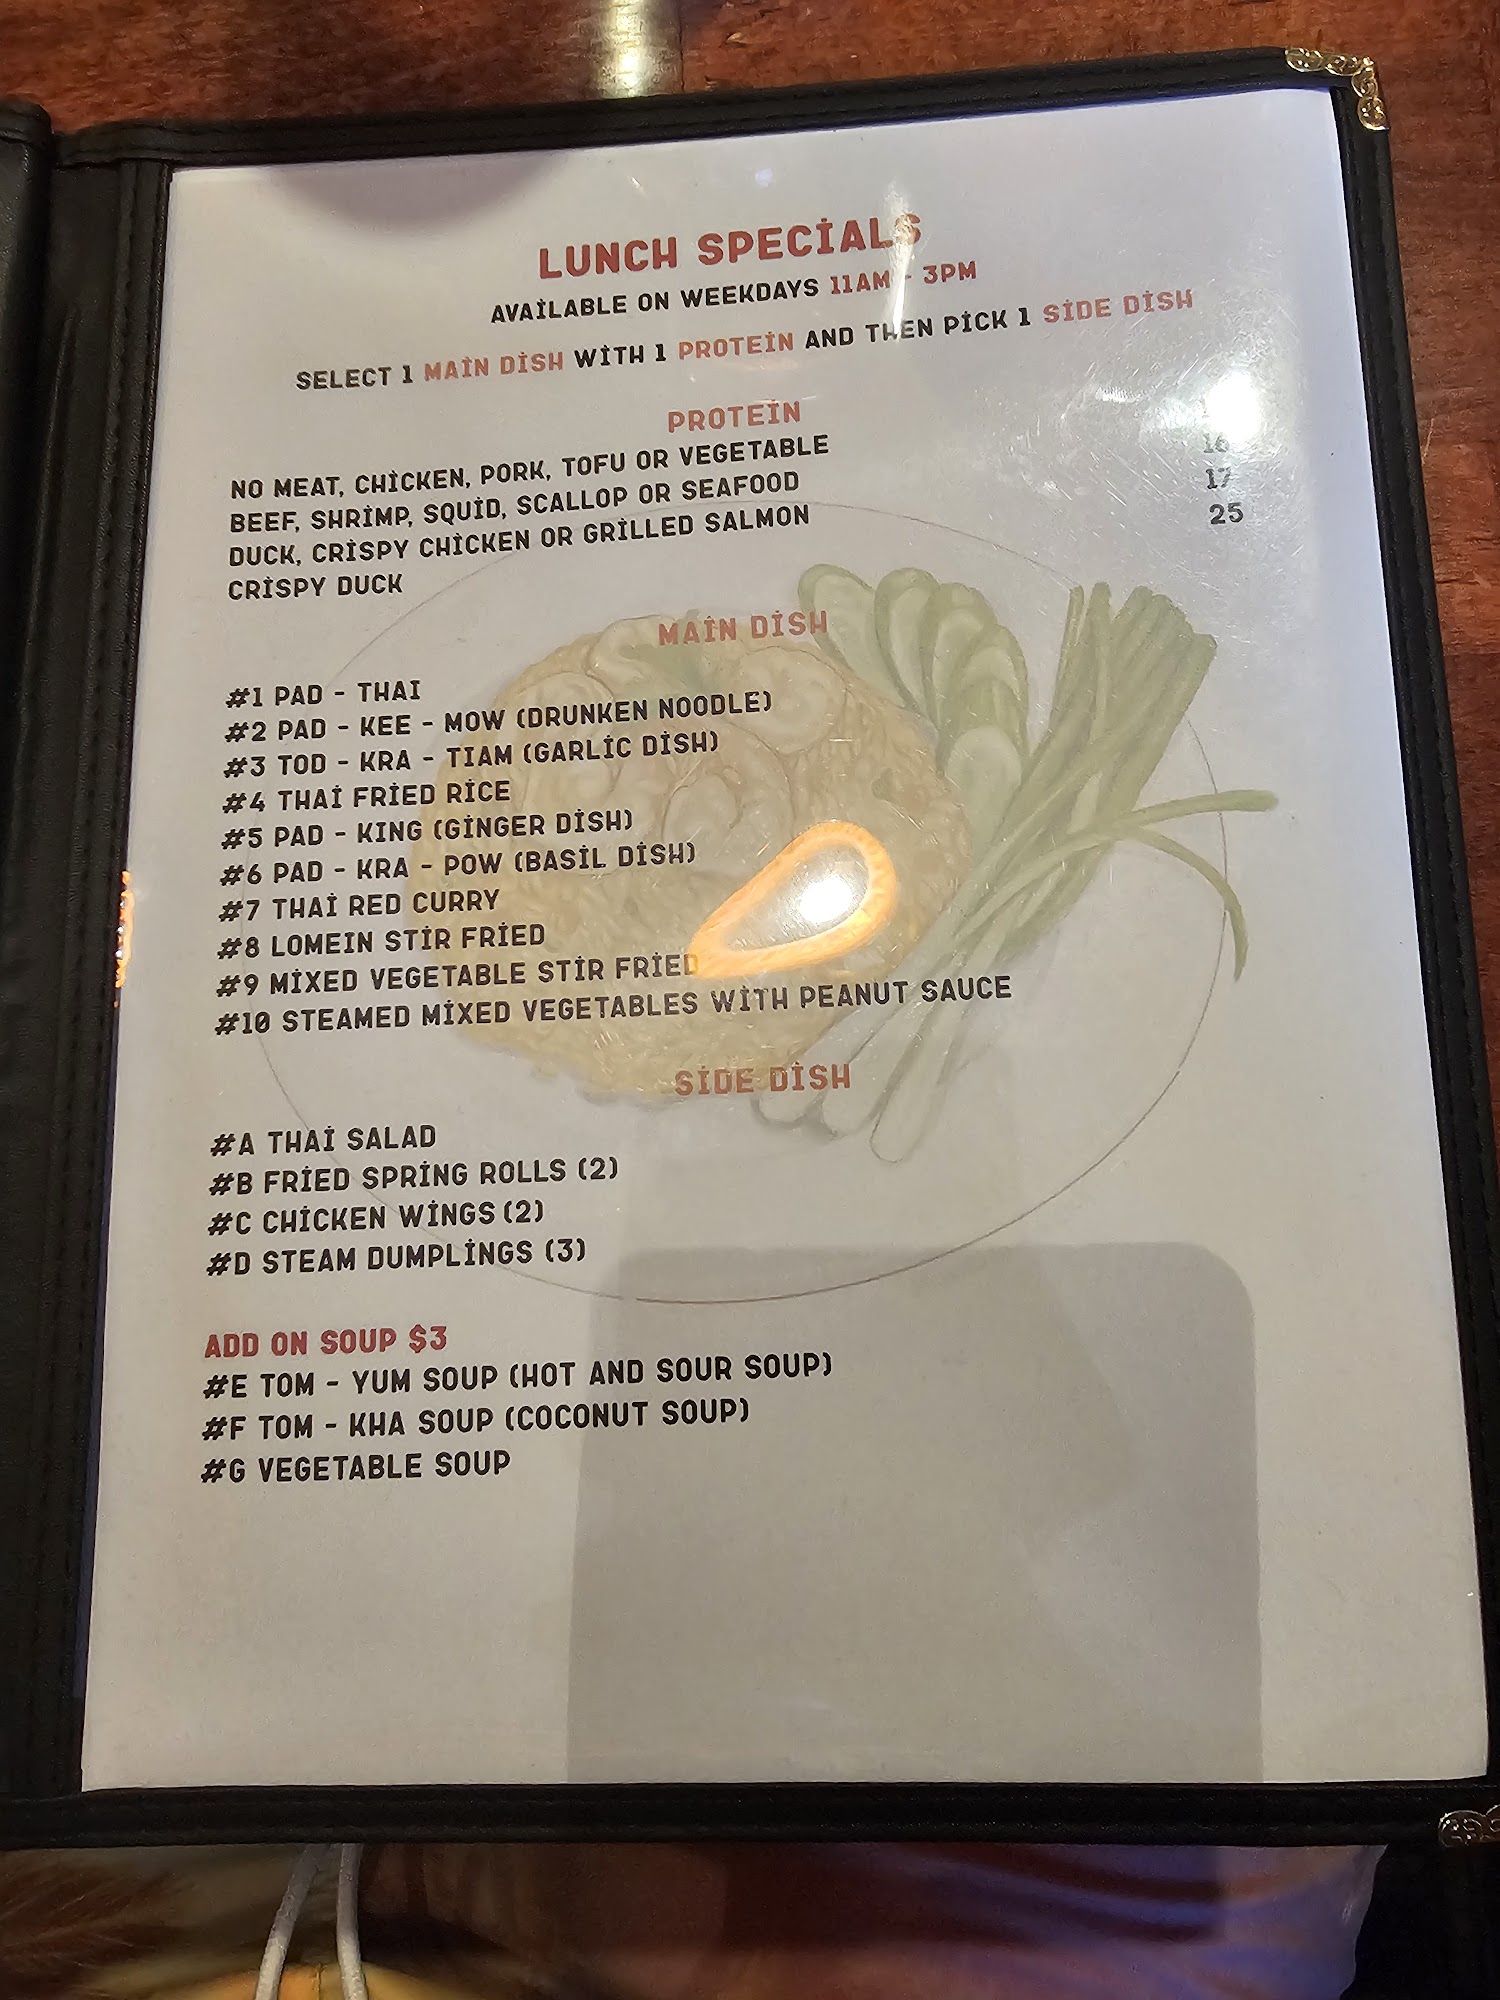 LUNCH SPECIALS
AVAILABLE ON WEEKDAYS 11AM - 3PM
SELECT 1 MAIN DISH WITH 1 PROTEIN AND THEN PICK 1 SIDE DISH
PROTEIN
NO MEAT, CHICKEN, PORK, TOFU OR VEGETABLE
BEEF, SHRIMP, SQUID, SCALLOP OR SEAFOOD 16
DUCK, CRISPY CHICKEN OR GRILLED SALMON 17
CRISPY DUCK 25
MAIN DISH
#1 PAD - THAI
#2 PAD - KEE - MOW (DRUNKEN NOODLE)
#3 TOD - KRA - TIAM (GARLIC DISH)
#4 THAI FRIED RICE
#5 PAD - KING (GINGER DISH)
#6 PAD - KRA - POW (BASIL DISH)
#7 THAI RED CURRY
#8 LOMEIN STIR FRIED
#9 MIXED VEGETABLE STIR FRIED
#10 STEAMED MIXED VEGETABLES WITH PEANUT SAUCE
SIDE DISH
#A THAI SALAD
#B FRIED SPRING ROLLS (2)
#C CHICKEN WINGS (2)
#D STEAM DUMPLINGS (3)
ADD ON SOUP $3
#E TOM - YUM SOUP (HOT AND SOUR SOUP)
#F TOM - KHA SOUP (COCONUT SOUP)
#G VEGETABLE SOUP